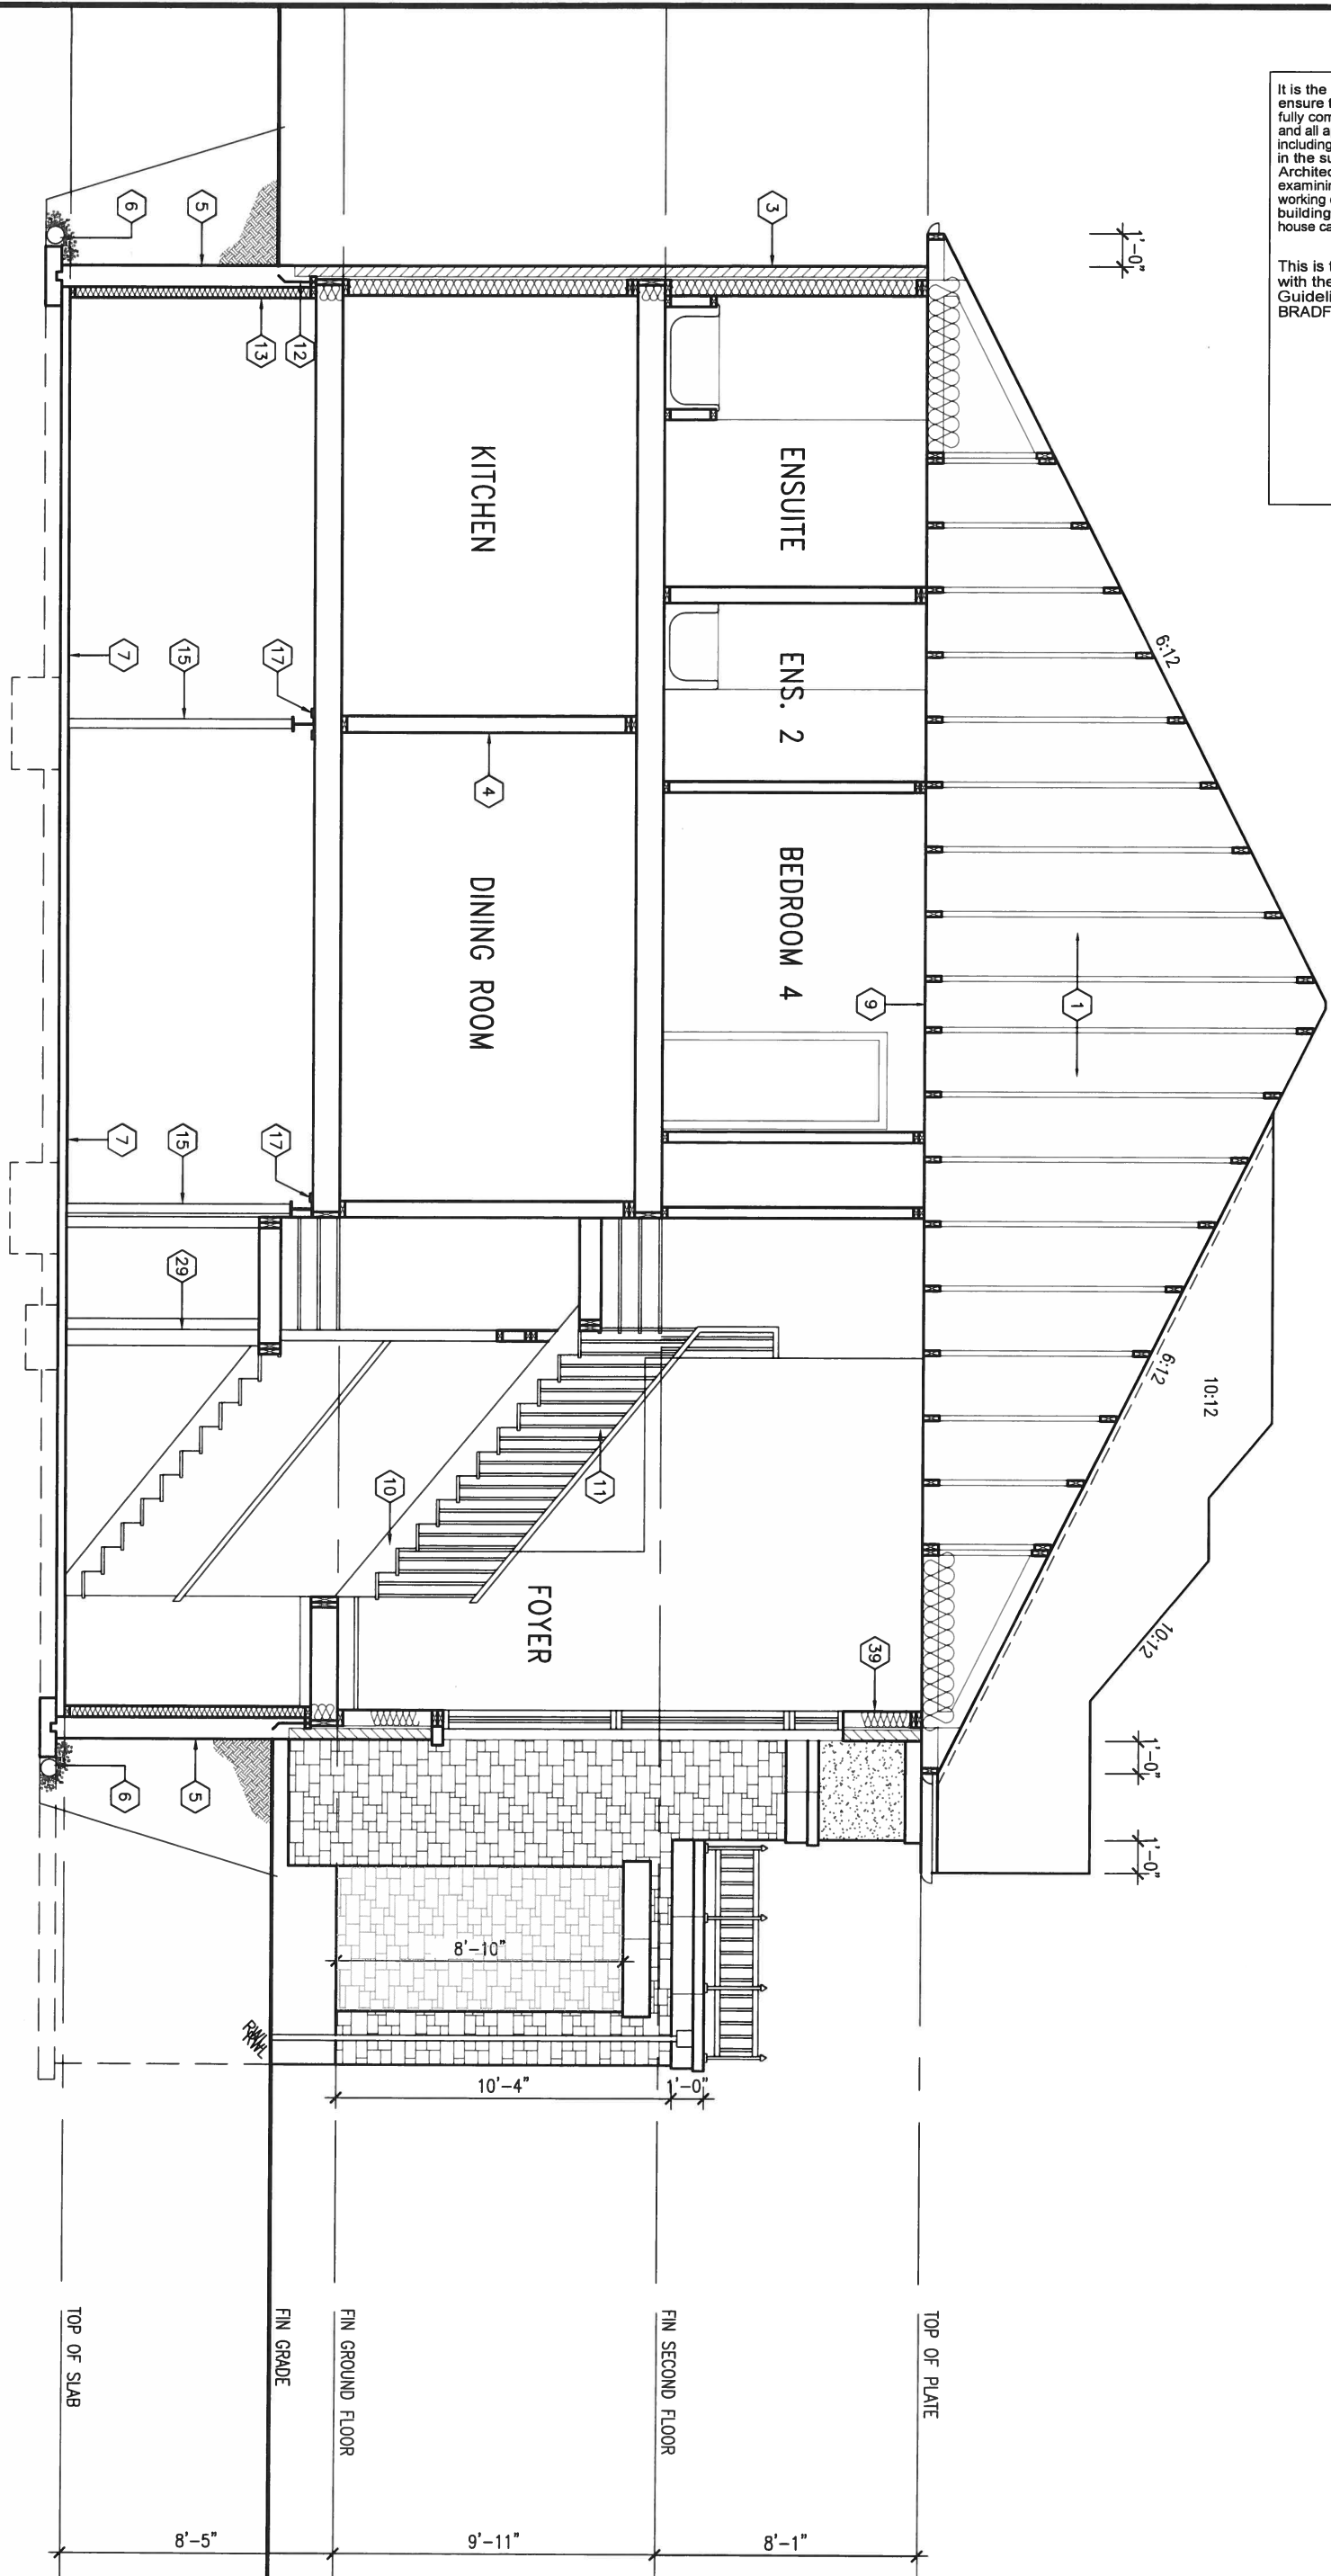 It is the
ensure t
fully com
and all a
including
in the su
Architec
examinin
working
building
house ca
This is t
with the
Guideli
BRADF
1'-0"
6:12
6:12
10:12
10:12
1
1'-0"
1'-0"
3
ENSUITE
ENS. 2
BEDROOM 4
9
39
KITCHEN
4
DINING ROOM
11
10
FOYER
8'-10"
10'-4"
1'-0"
RWL
RWL
12
13
17
17
5
15
15
29
5
6
7
7
6
TOP OF PLATE
FIN SECOND FLOOR
FIN GROUND FLOOR
FIN GRADE
TOP OF SLAB
8'-1"
9'-11"
8'-5"